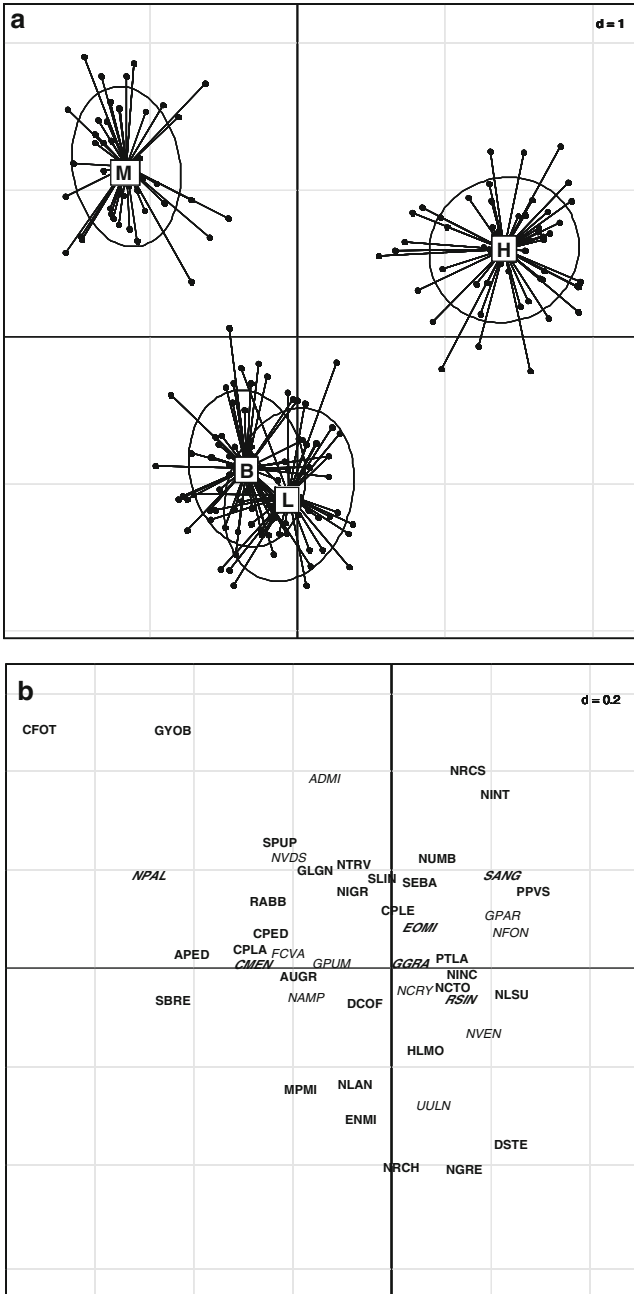 a
d = 1
M
H
B
L
b
d = 0.2
CFOT GYOB
NRCS
ADMI
NINT
SPUP
NVDS
NTRV NUMB
GLGN
NPAL SLIN SEBA SANG
NIGR PPVS
RABB
CPLE
GPAR
EOMI
CPED NFON
CPLA
APED FCVA
PTLA
CMEN GPUM GGRA
AUGR NINC
NCTO
NCRY
NAMP NLSU
SBRE DCOF RSIN
NVEN
HLMO
NLAN
MPMI
UULN
ENMI
DSTE
NRCH NGRE